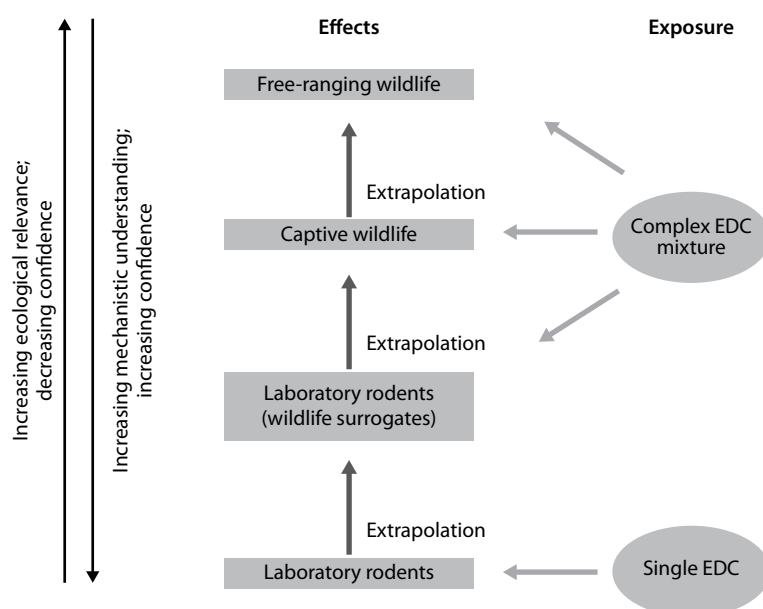 Effects
Exposure
Increasing ecological relevance;
decreasing confidence
Increasing mechanistic understanding;
increasing confidence
Free-ranging wildlife
Extrapolation
Captive wildlife
Complex EDC
mixture
Extrapolation
Laboratory rodents
(wildlife surrogates)
Extrapolation
Laboratory rodents
Single EDC